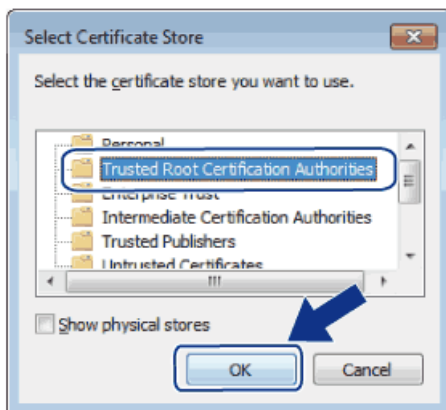 Select Certificate Store
Select the certificate store you want to use.
Personal
Trusted Root Certification Authorities
Enterprise Trust
Intermediate Certification Authorities
Trusted Publishers
Untrusted Certificates
Show physical stores
OK
Cancel